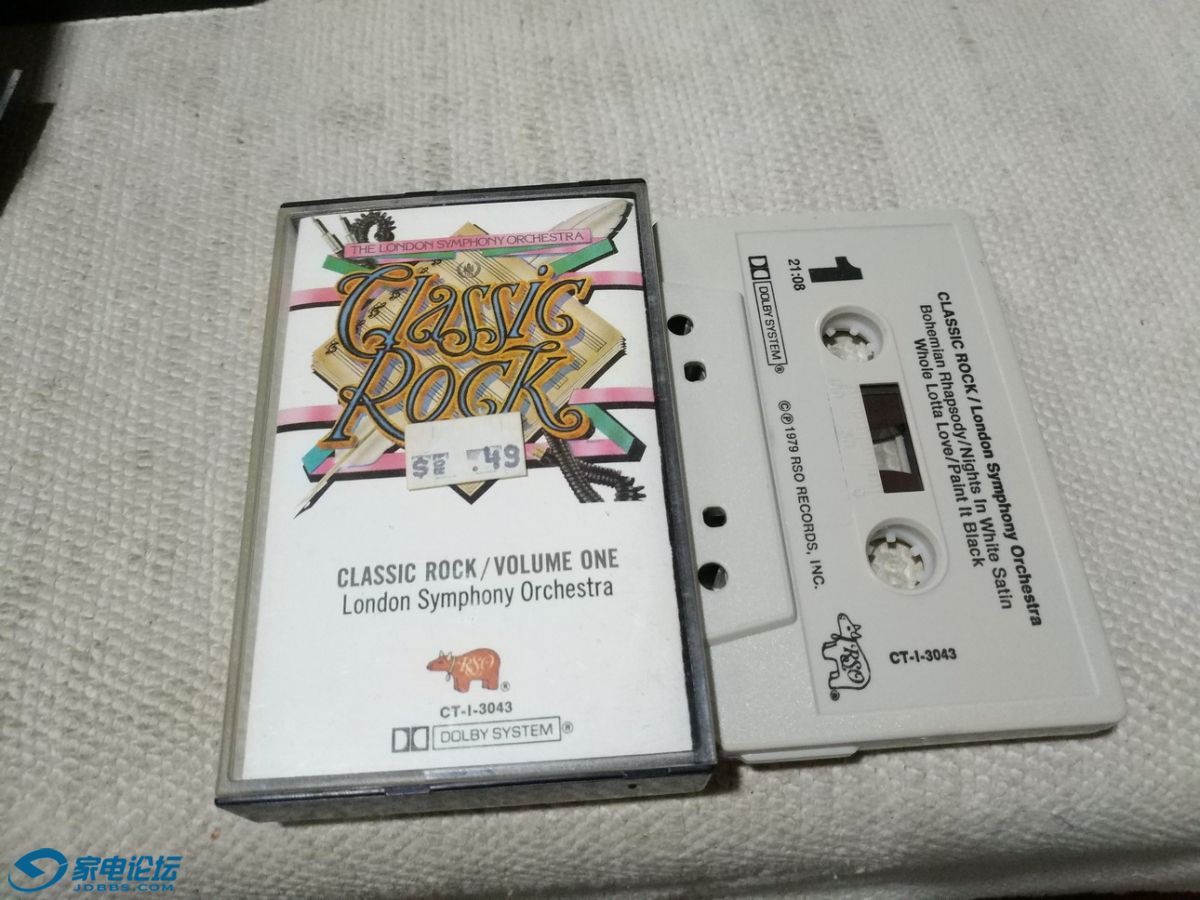 THE LONDON SYMPHONY ORCHESTRA
Classic
Rock
.49
CLASSIC ROCK/VOLUME ONE
London Symphony Orchestra
RSO®
CT-I-3043
DOLBY SYSTEM®
1
21:08
DOLBY SYSTEM®
CLASSIC ROCK/London Symphony Orchestra
Bohemian Rhapsody/Nights In White Satin
Whole Lotta Love/Paint It Black
©℗1979 RSO RECORDS, INC.
RSO®
CT-I-3043
家电论坛
JDBBS.COM